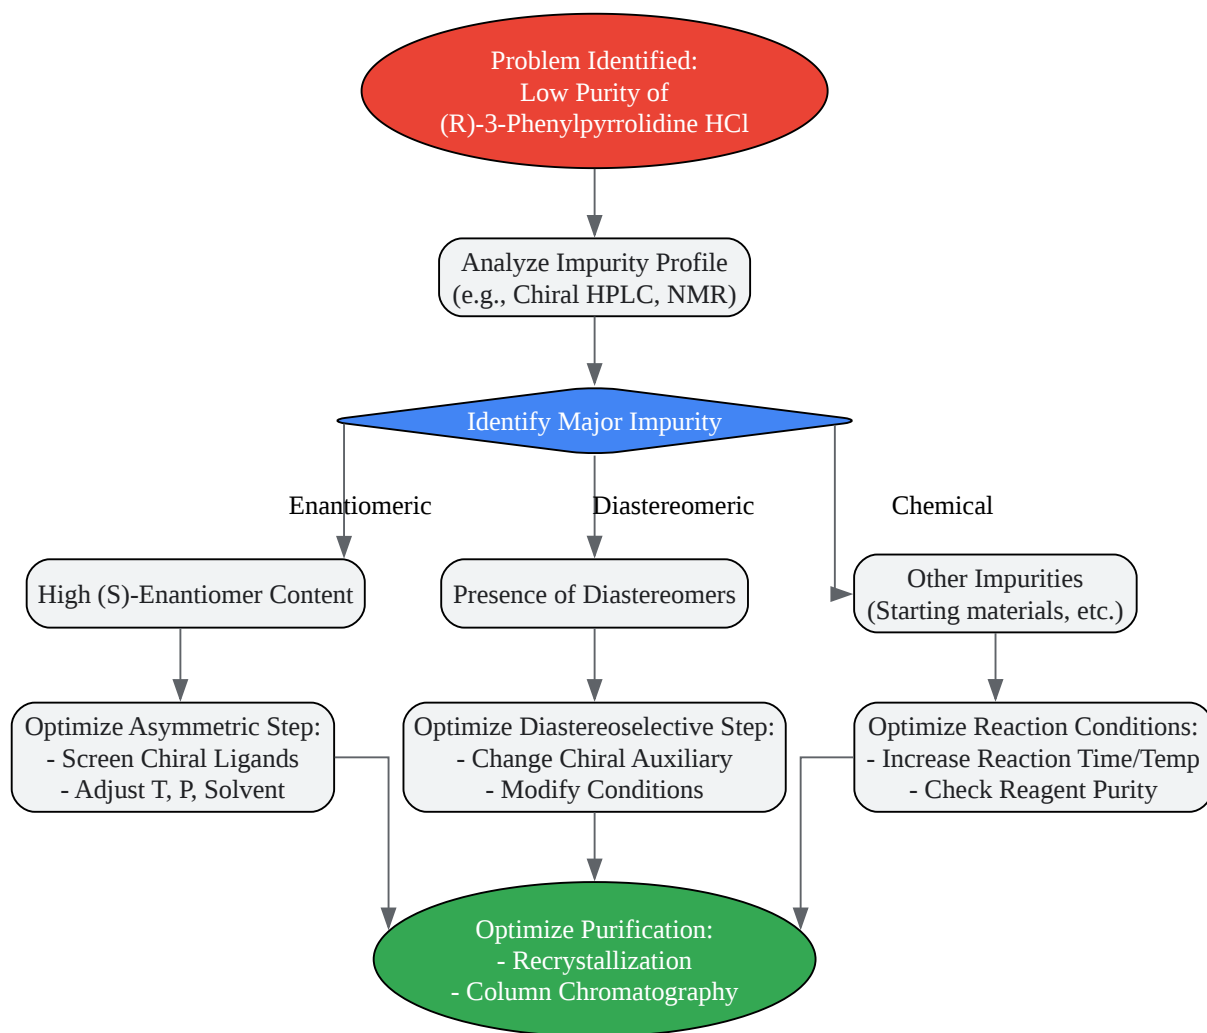 Problem Identified:
Low Purity of
(R)-3-Phenylpyrrolidine HCl
Analyze Impurity Profile
(e.g., Chiral HPLC, NMR)
Identify Major Impurity
Enantiomeric
Diastereomeric
Chemical
High (S)-Enantiomer Content
Presence of Diastereomers
Other Impurities
(Starting materials, etc.)
Optimize Asymmetric Step:
- Screen Chiral Ligands
- Adjust T, P, Solvent
Optimize Diastereoselective Step:
- Change Chiral Auxiliary
- Modify Conditions
Optimize Reaction Conditions:
- Increase Reaction Time/Temp
- Check Reagent Purity
Optimize Purification:
- Recrystallization
- Column Chromatography